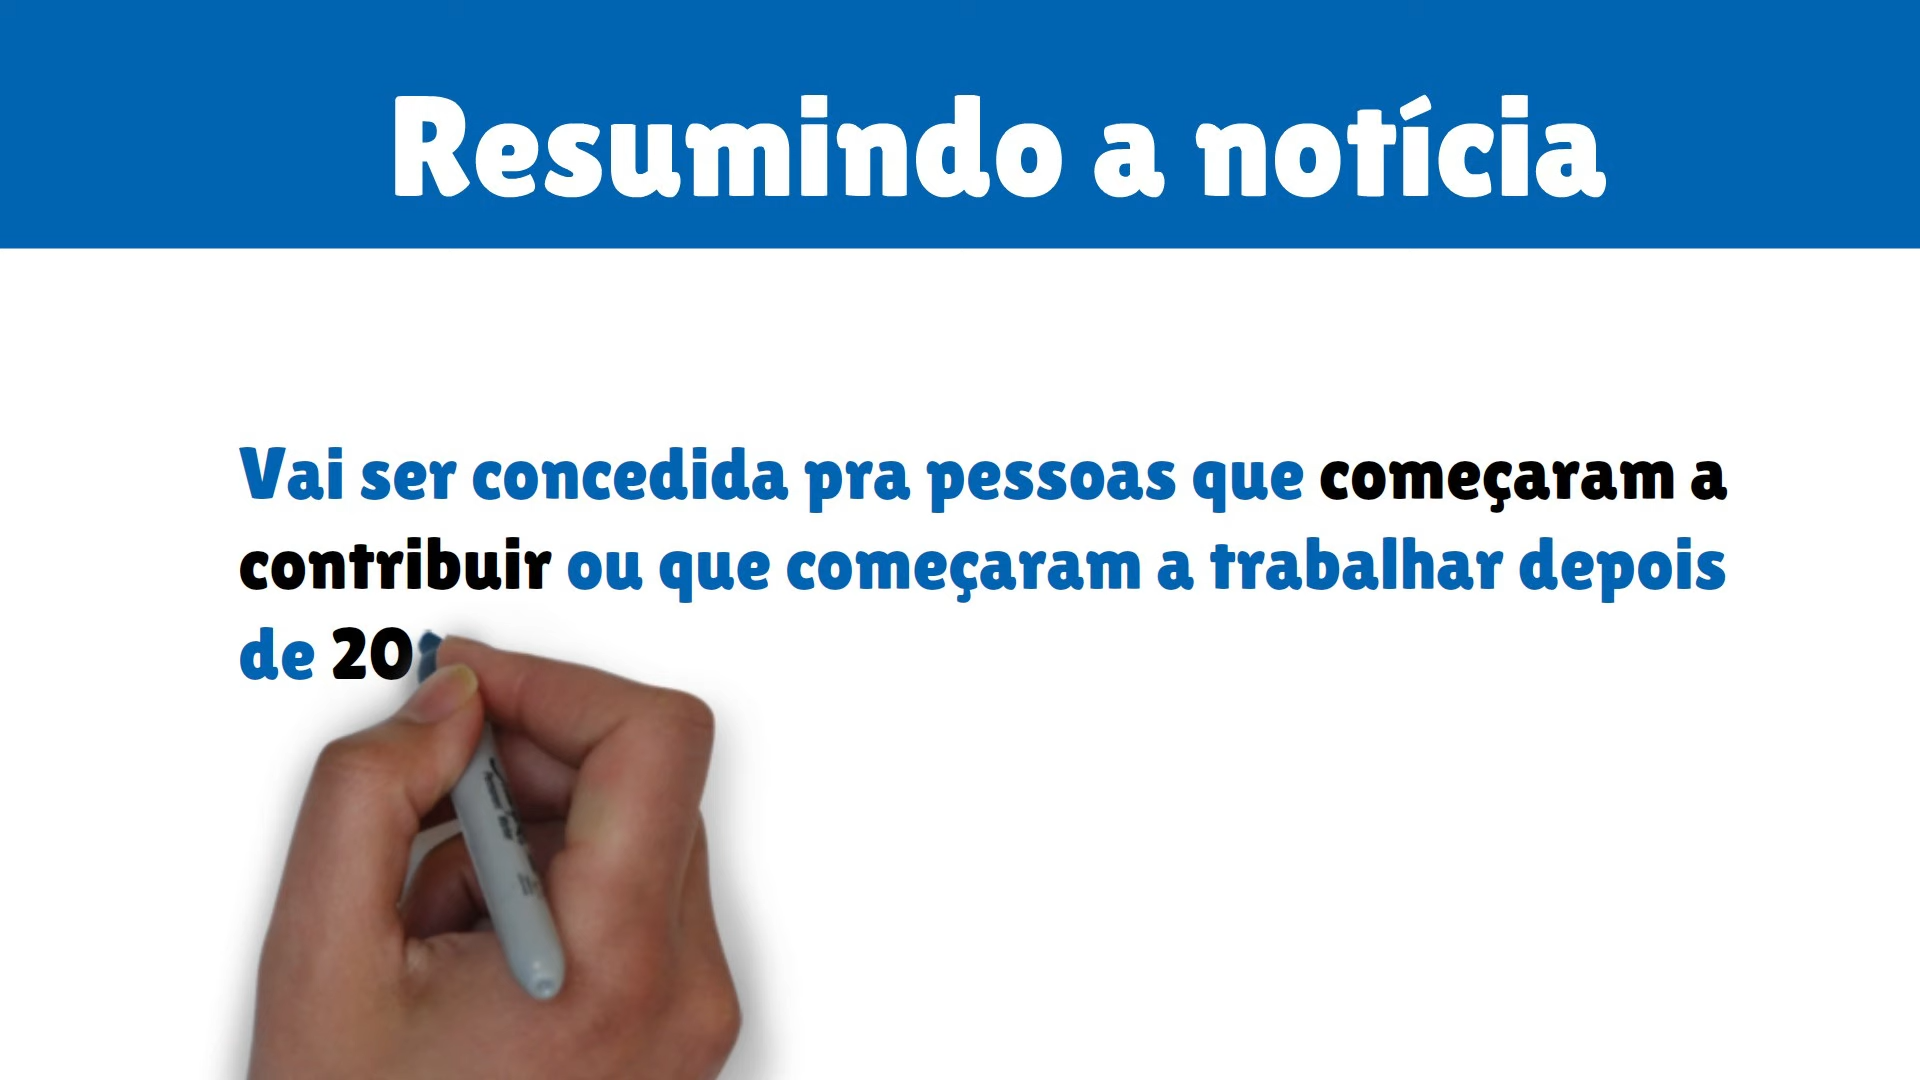 Resumindo a notícia
Vai ser concedida pra pessoas que começaram a
contribuir ou que começaram a trabalhar depois
de 20